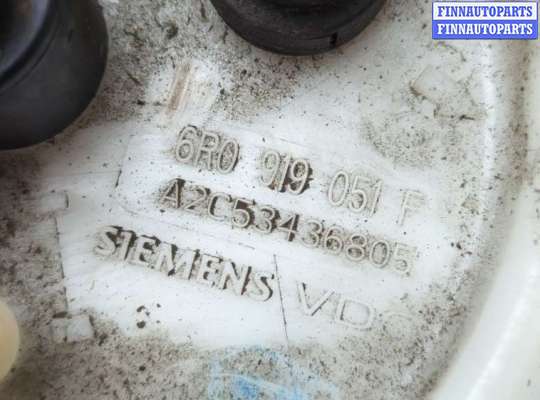 FINNAUTOPARTS
FINNAUTOPARTS
6R0 919 051 F
A2C53436805
SIEMENS VDO